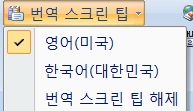 번역 스크린 팁
영어(미국)
한국어(대한민국)
번역 스크린 팁 해제